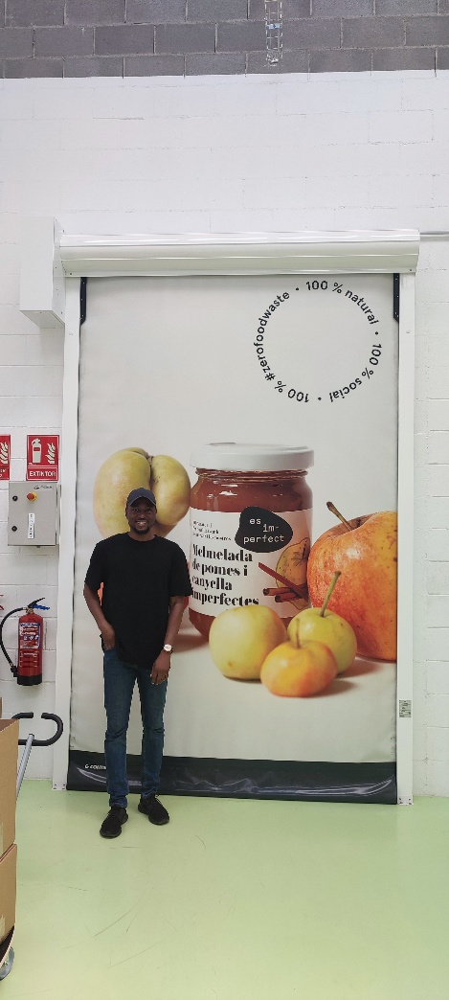 100 % natural · 100 % social · 100 % #zerofoodwaste ·
es
im-
perfect
Melmelada
de pomes i
canyella
imperfectes
EXTINTOR